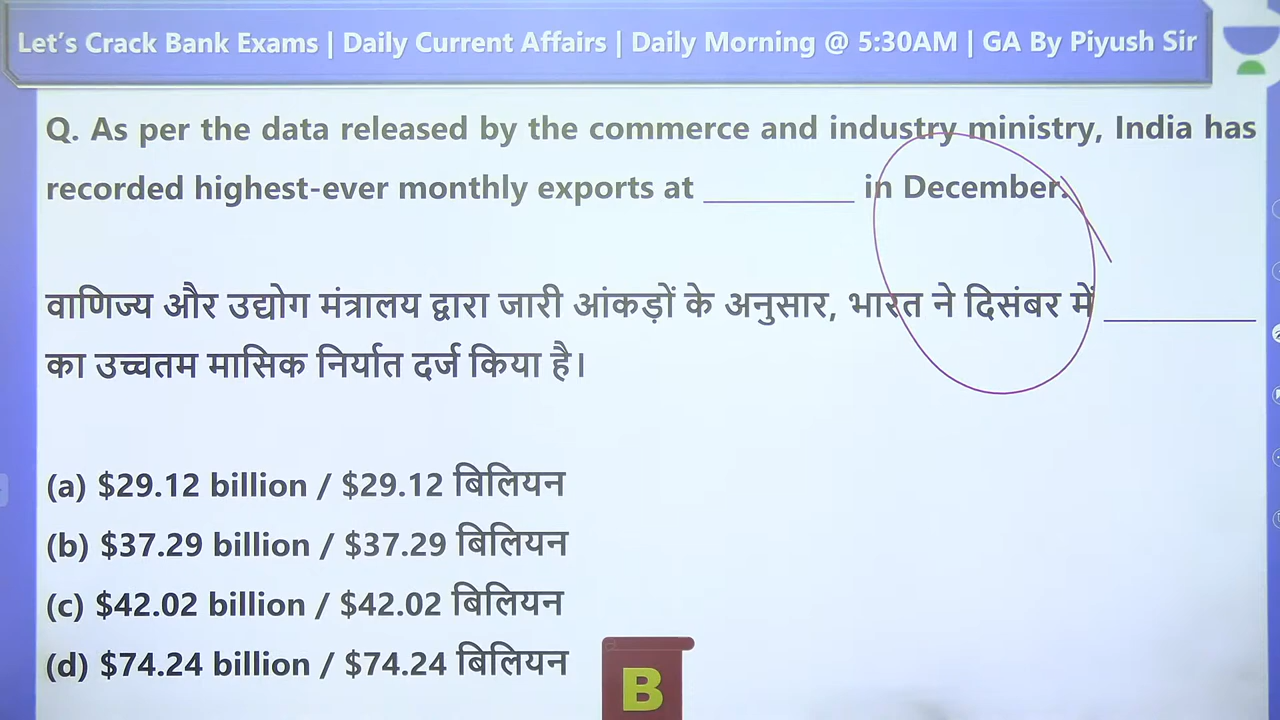 Let's Crack Bank Exams | Daily Current Affairs | Daily Morning @ 5:30AM | GA By Piyush Sir
Q. As per the data released by the commerce and industry ministry, India has
recorded highest-ever monthly exports at __________ in December.
वाणिज्य और उद्योग मंत्रालय द्वारा जारी आंकड़ों के अनुसार, भारत ने दिसंबर में __________
का उच्चतम मासिक निर्यात दर्ज किया है।
(a) $29.12 billion / $29.12 बिलियन
(b) $37.29 billion / $37.29 बिलियन
(c) $42.02 billion / $42.02 बिलियन
(d) $74.24 billion / $74.24 बिलियन
B